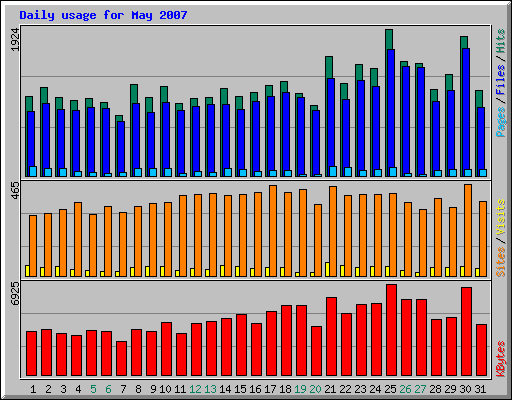 Daily usage for May 2007
1924
Pages / Files / Hits
465
Sites / Visits
6925
KBytes
1 2 3 4 5 6 7 8 9 10 11 12 13 14 15 16 17 18 19 20 21 22 23 24 25 26 27 28 29 30 31